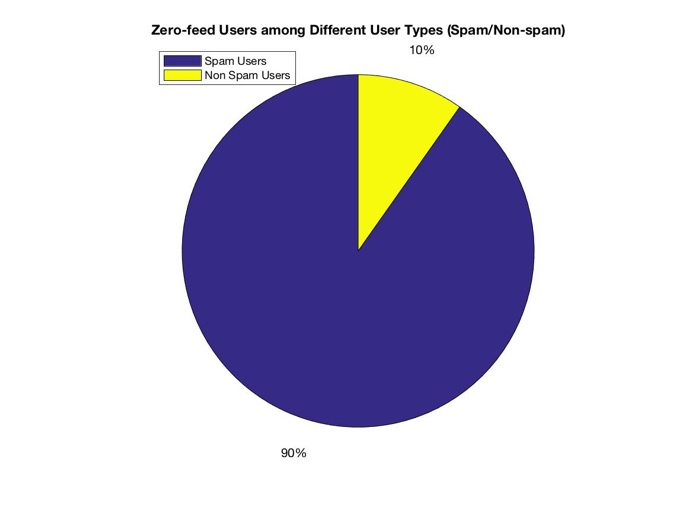 Zero-feed Users among Different User Types (Spam/Non-spam)
10%
Spam Users
Non Spam Users
90%